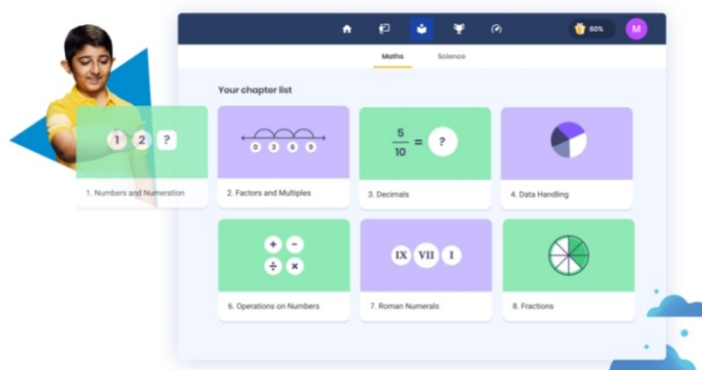 60%
M
Maths
Science
Your chapter list
1 2 ?
1. Numbers and Numeration
0 3 6 9
2. Factors and Multiples
5/10 = ?
3. Decimals
4. Data Handling
+ −
÷ ×
6. Operations on Numbers
IX VII I
7. Roman Numerals
8. Fractions